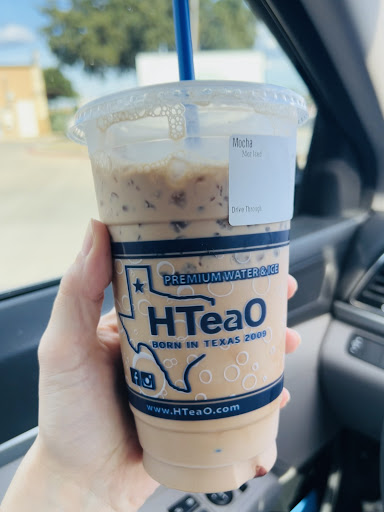 Mocha
Drive Through
PREMIUM WATER & ICE
HTeaO
BORN IN TEXAS 2009
www.HTeaO.com